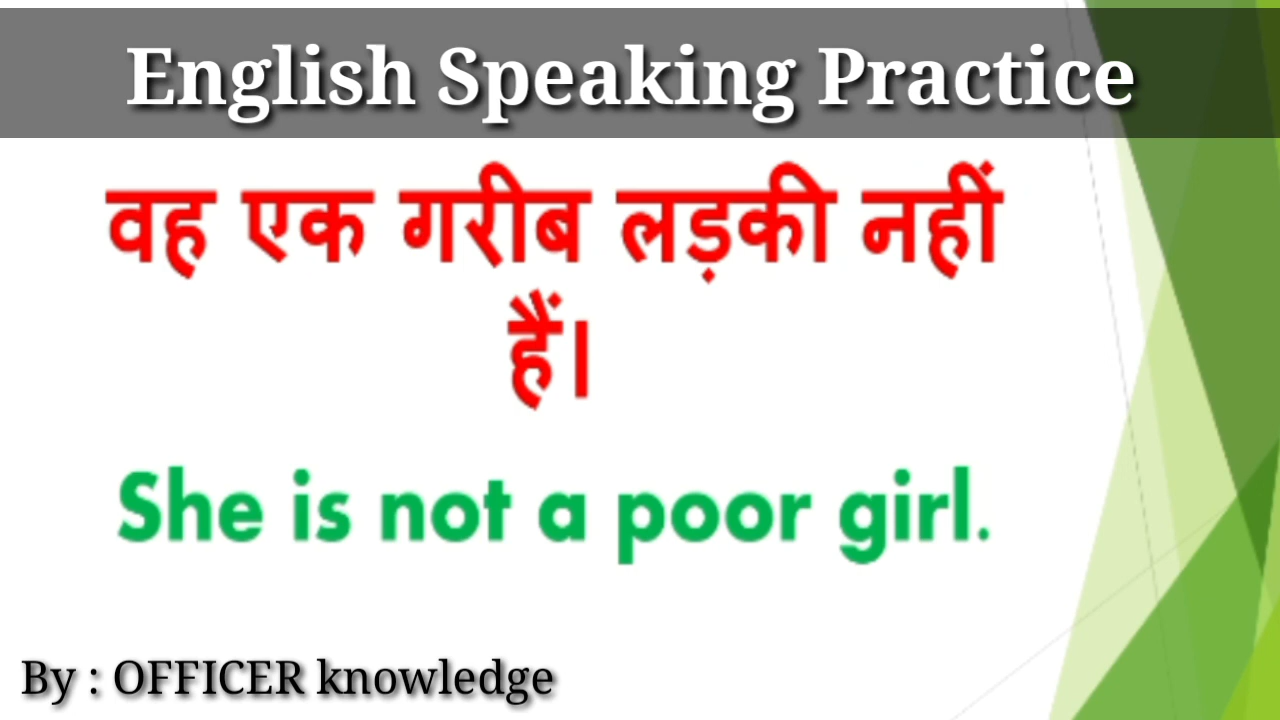 English Speaking Practice
वह एक गरीब लड़की नहीं
हैं।
She is not a poor girl.
By : OFFICER knowledge